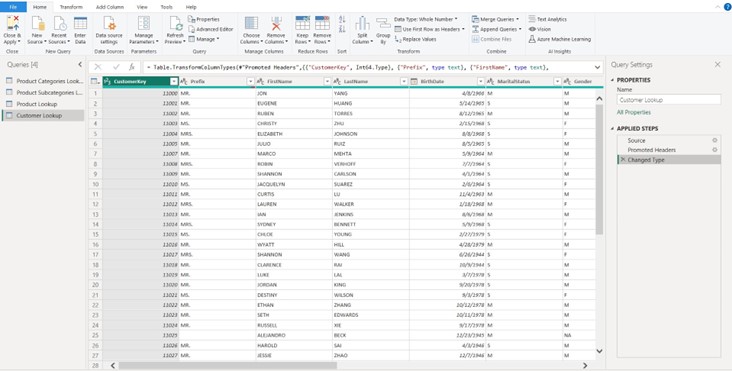 File Home Transform Add Column View Tools Help
Close & Apply New Source Recent Sources Enter Data Data source settings Manage Parameters Refresh Preview Properties Advanced Editor Manage Choose Columns Remove Columns Keep Rows Remove Rows Split Column Group By Data Type: Whole Number Use First Row as Headers Replace Values Merge Queries Append Queries Combine Files Text Analytics Vision Azure Machine Learning
Close New Query Data Sources Parameters Query Manage Columns Reduce Rows Sort Transform Combine AI Insights
Queries [4]
Product Categories Look...
Product Subcategories L...
Product Lookup
Customer Lookup
= Table.TransformColumnTypes(#"Promoted Headers",{{"CustomerKey", Int64.Type}, {"Prefix", type text}, {"FirstName", type text},
CustomerKey Prefix FirstName LastName BirthDate MaritalStatus Gender
1 11000 MR. JON YANG 4/8/1966 M M
2 11001 MR. EUGENE HUANG 5/14/1965 S M
3 11002 MR. RUBEN TORRES 8/12/1965 M M
4 11003 MS. CHRISTY ZHU 2/15/1968 S F
5 11004 MRS. ELIZABETH JOHNSON 8/8/1968 S F
6 11005 MR. JULIO RUIZ 8/5/1965 S M
7 11007 MR. MARCO MEHTA 5/9/1964 M M
8 11008 MRS. ROBIN VERHOFF 7/7/1964 S F
9 11009 MR. SHANNON CARLSON 4/1/1964 S M
10 11010 MS. JACQUELYN SUAREZ 2/6/1964 S F
11 11011 MR. CURTIS LU 11/4/1963 M M
12 11012 MRS. LAUREN WALKER 1/18/1968 M F
13 11013 MR. IAN JENKINS 8/6/1968 M M
14 11014 MRS. SYDNEY BENNETT 5/9/1968 S F
15 11015 MS. CHLOE YOUNG 2/27/1979 S F
16 11016 MR. WYATT HILL 4/28/1979 M M
17 11017 MRS. SHANNON WANG 6/26/1944 S F
18 11018 MR. CLARENCE RAI 10/9/1944 S M
19 11019 MR. LUKE LAL 3/7/1978 S M
20 11020 MR. JORDAN KING 9/20/1978 S M
21 11021 MS. DESTINY WILSON 9/3/1978 S F
22 11022 MR. ETHAN ZHANG 10/12/1978 M M
23 11023 MR. SETH EDWARDS 10/11/1978 M M
24 11024 MR. RUSSELL XIE 9/17/1978 M M
25 11025 ALEJANDRO BECK 12/23/1945 M NA
26 11026 MR. HAROLD SAI 4/3/1946 S M
27 11027 MR. JESSIE ZHAO 12/7/1946 M M
28
Query Settings
PROPERTIES
Name
Customer Lookup
All Properties
APPLIED STEPS
Source
Promoted Headers
Changed Type